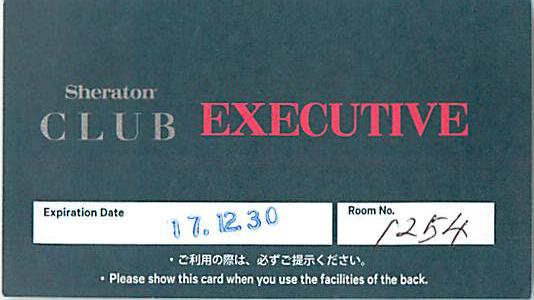 Sheraton
CLUB EXECUTIVE
Expiration Date 17.12.30 Room No. 1254
・ご利用の際は、必ずご提示ください。
・Please show this card when you use the facilities of the back.